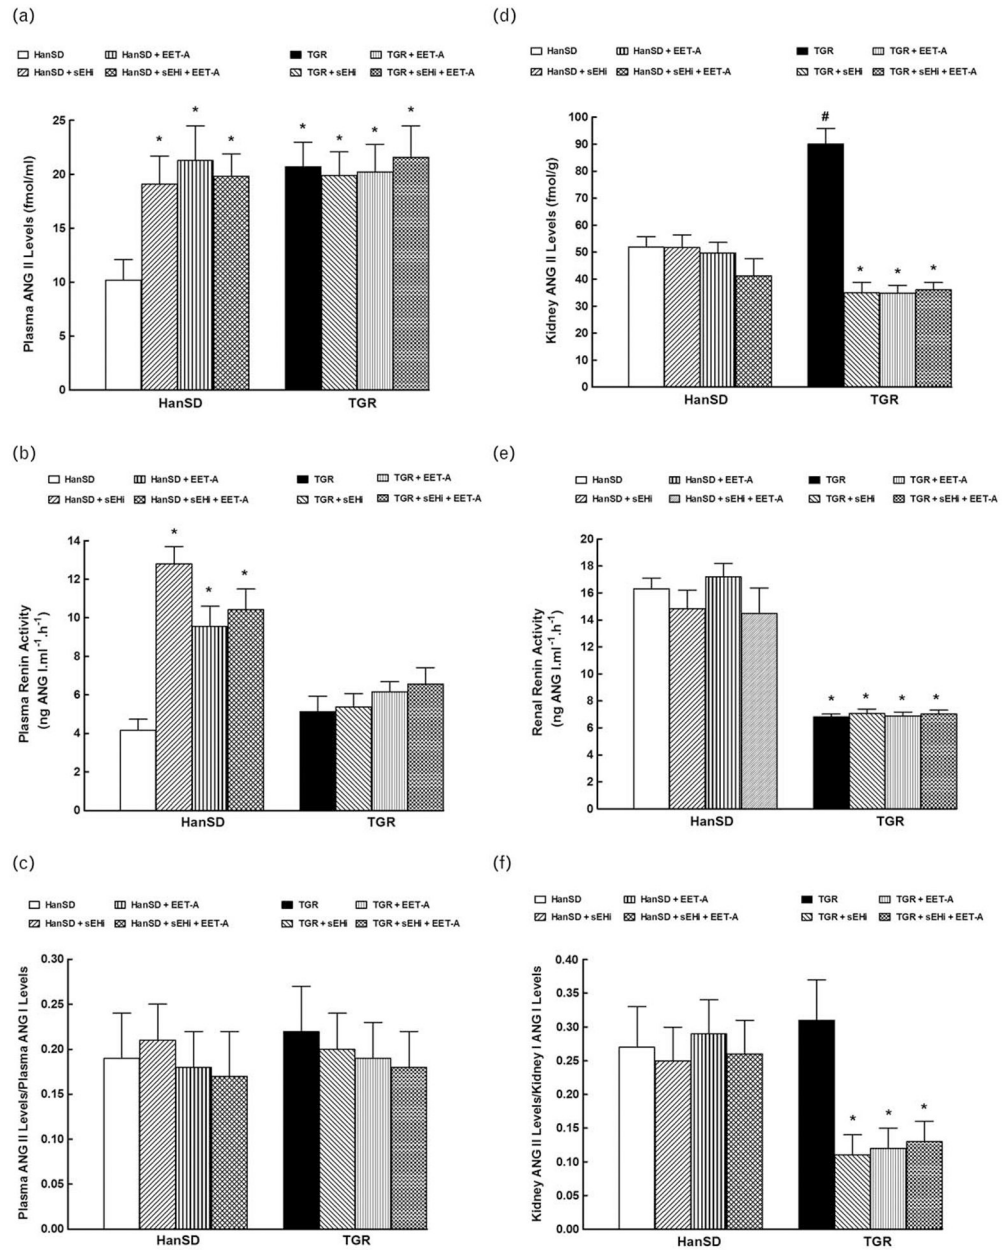 (a)
HanSD HanSD + EET-A TGR TGR + EET-A
HanSD + sEHi HanSD + sEHi + EET-A TGR + sEHi TGR + sEHi + EET-A
Plasma ANG II Levels (fmol/ml)
25
20
15
10
5
0
* * * * * * *
HanSD TGR
(b)
HanSD HanSD + EET-A TGR TGR + EET-A
HanSD + sEHi HanSD + sEHi + EET-A TGR + sEHi TGR + sEHi + EET-A
Plasma Renin Activity
(ng ANG I.ml⁻¹.h⁻¹)
14
12
10
8
6
4
2
0
* * *
HanSD TGR
(c)
HanSD HanSD + EET-A TGR TGR + EET-A
HanSD + sEHi HanSD + sEHi + EET-A TGR + sEHi TGR + sEHi + EET-A
Plasma ANG II Levels/Plasma ANG I Levels
0.30
0.25
0.20
0.15
0.10
0.05
0.00
HanSD TGR
(d)
HanSD HanSD + EET-A TGR TGR + EET-A
HanSD + sEHi HanSD + sEHi + EET-A TGR + sEHi TGR + sEHi + EET-A
Kidney ANG II Levels (fmol/g)
100
90
80
70
60
50
40
30
20
10
0
# * * *
HanSD TGR
(e)
HanSD HanSD + EET-A TGR TGR + EET-A
HanSD + sEHi HanSD + sEHi + EET-A TGR + sEHi TGR + sEHi + EET-A
Renal Renin Activity
(ng ANG I.ml⁻¹.h⁻¹)
20
18
16
14
12
10
8
6
4
2
0
* * * *
HanSD TGR
(f)
HanSD HanSD + EET-A TGR TGR + EET-A
HanSD + sEHi HanSD + sEHi + EET-A TGR + sEHi TGR + sEHi + EET-A
Kidney ANG II Levels/Kidney I ANG I Levels
0.40
0.35
0.30
0.25
0.20
0.15
0.10
0.05
0.00
* * *
HanSD TGR